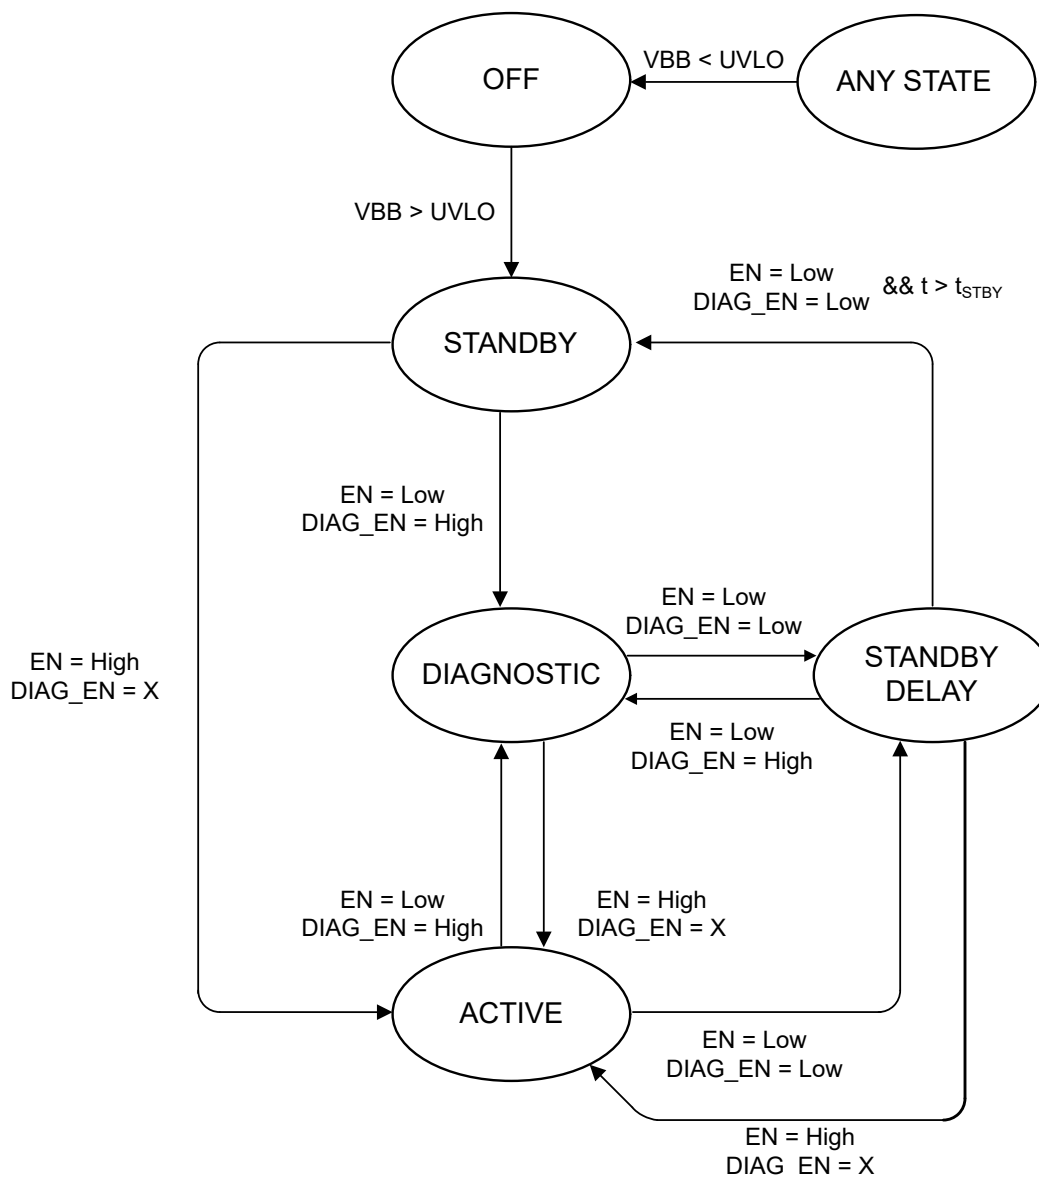 OFF
VBB < UVLO
ANY STATE
VBB > UVLO
EN = Low
DIAG_EN = Low
&& t > tSTBY
STANDBY
EN = Low
DIAG_EN = High
EN = High
DIAG_EN = X
DIAGNOSTIC
EN = Low
DIAG_EN = Low
STANDBY
DELAY
EN = Low
DIAG_EN = High
EN = Low
DIAG_EN = High
EN = High
DIAG_EN = X
ACTIVE
EN = Low
DIAG_EN = Low
EN = High
DIAG EN = X